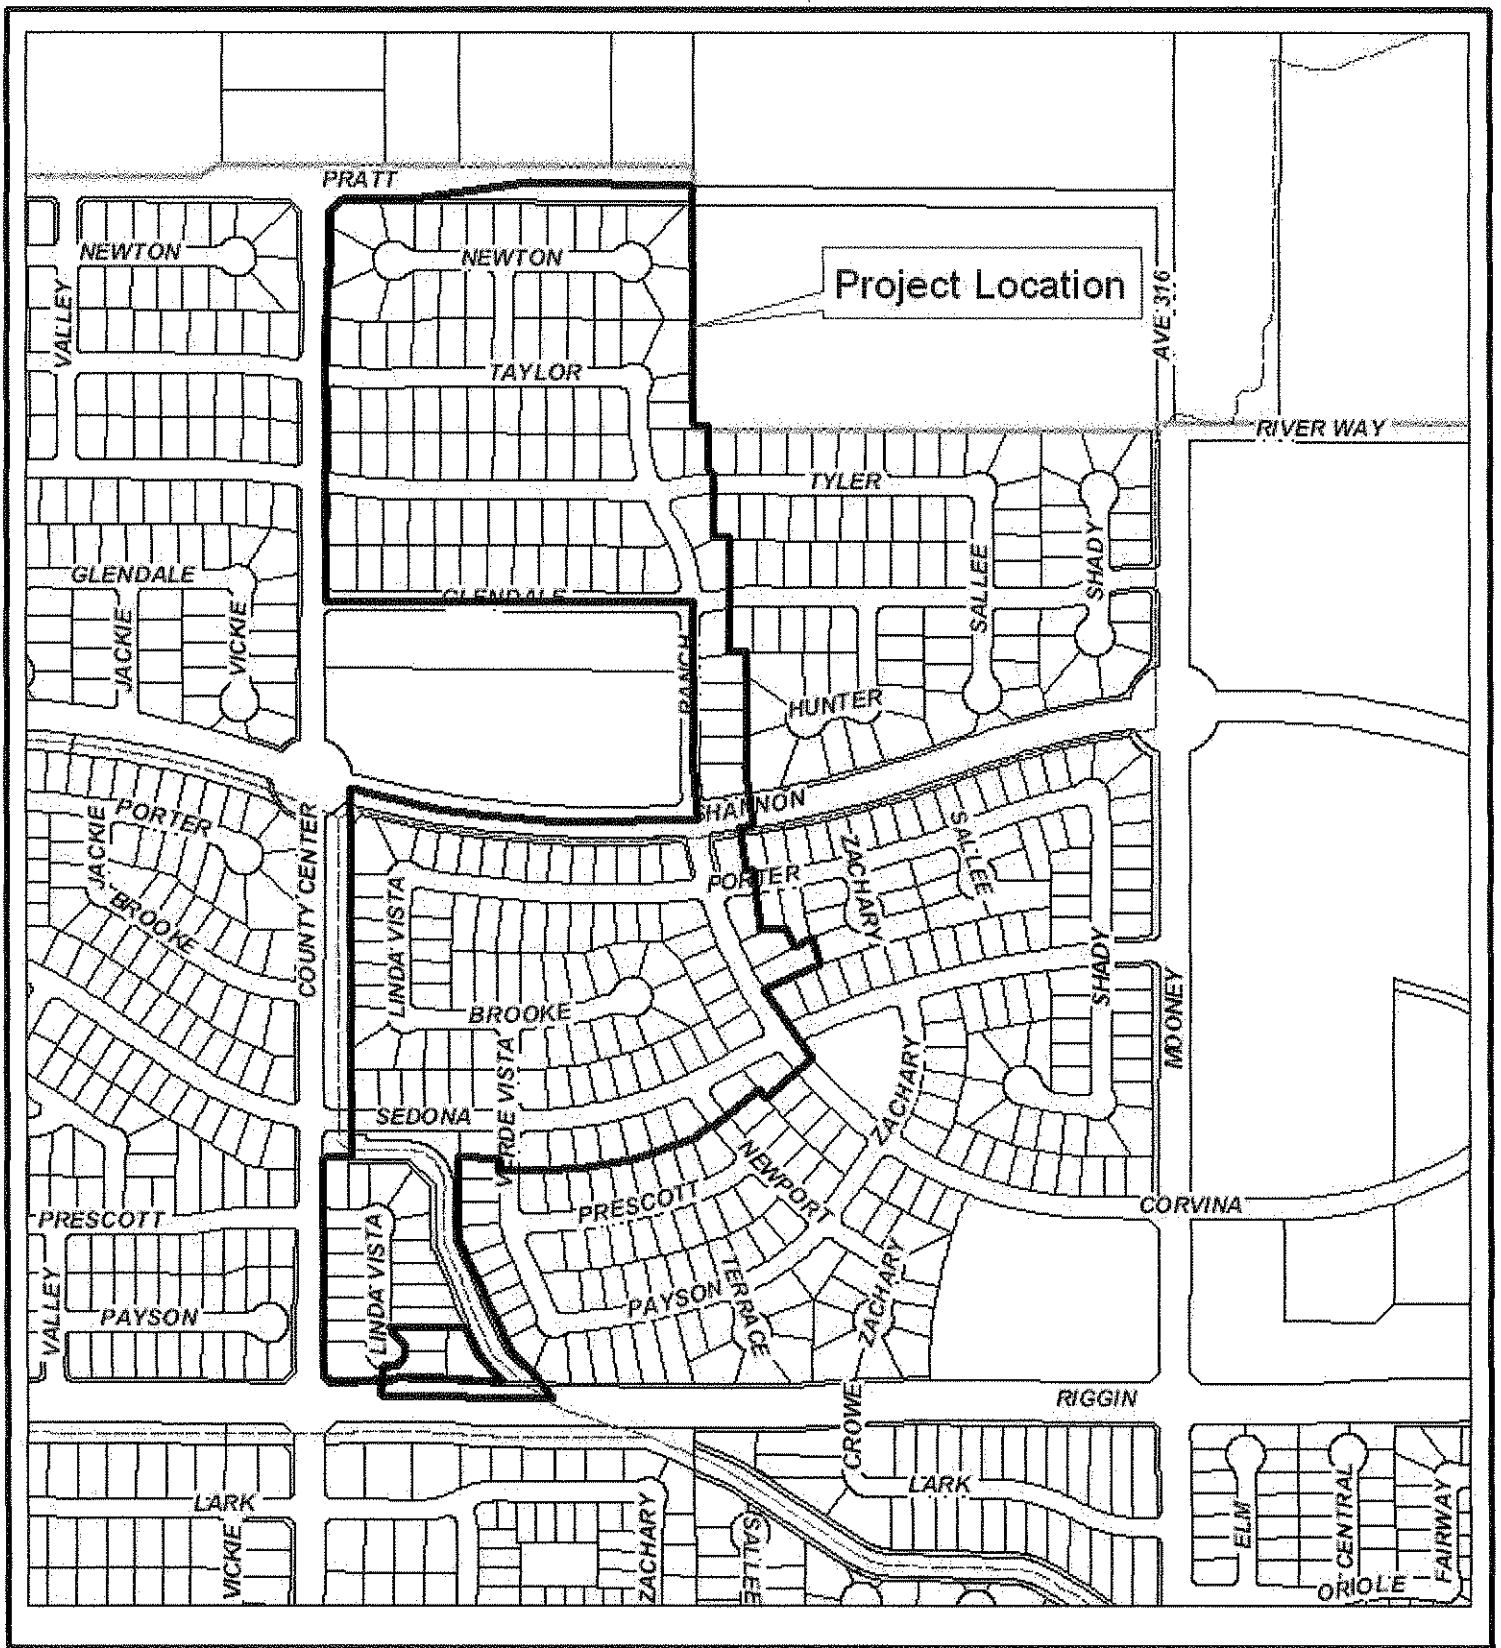 PRATT
NEWTON
NEWTON
VALLEY
Project Location
AVE 316
TAYLOR
RIVER WAY
TYLER
GLENDALE
SALLEE
SHADY
GLENDALE
JACKIE
VICKIE
RANCH
HUNTER
SHANNON
PORTER
JACKIE
COUNTY CENTER
ZACHARY
SALLEE
PORTER
LINDA VISTA
BROOKE
SHADY
BROOKE
MOONEY
VERDE VISTA
ZACHARY
SEDONA
NEWPORT
PRESCOTT
PRESCOTT
CORVINA
LINDA VISTA
VALLEY
PAYSON
PAYSON
TERRACE
ZACHARY
RIGGIN
CROWE
LARK
LARK
VICKIE
ZACHARY
SALLEE
ELM
CENTRAL
FAIRWAY
ORIOLE